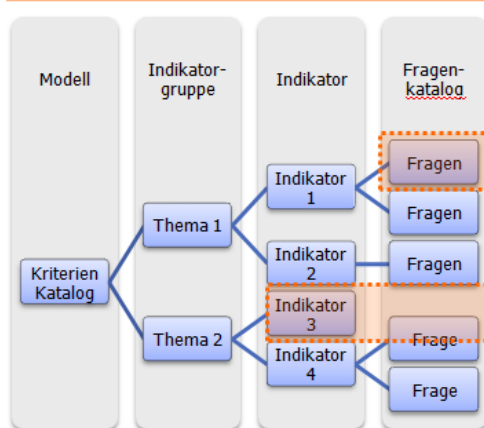 Modell
Indikator-
gruppe
Indikator
Fragen-
katalog
Kriterien
Katalog
Thema 1
Thema 2
Indikator
1
Indikator
2
Indikator
3
Indikator
4
Fragen
Fragen
Fragen
Frage
Frage